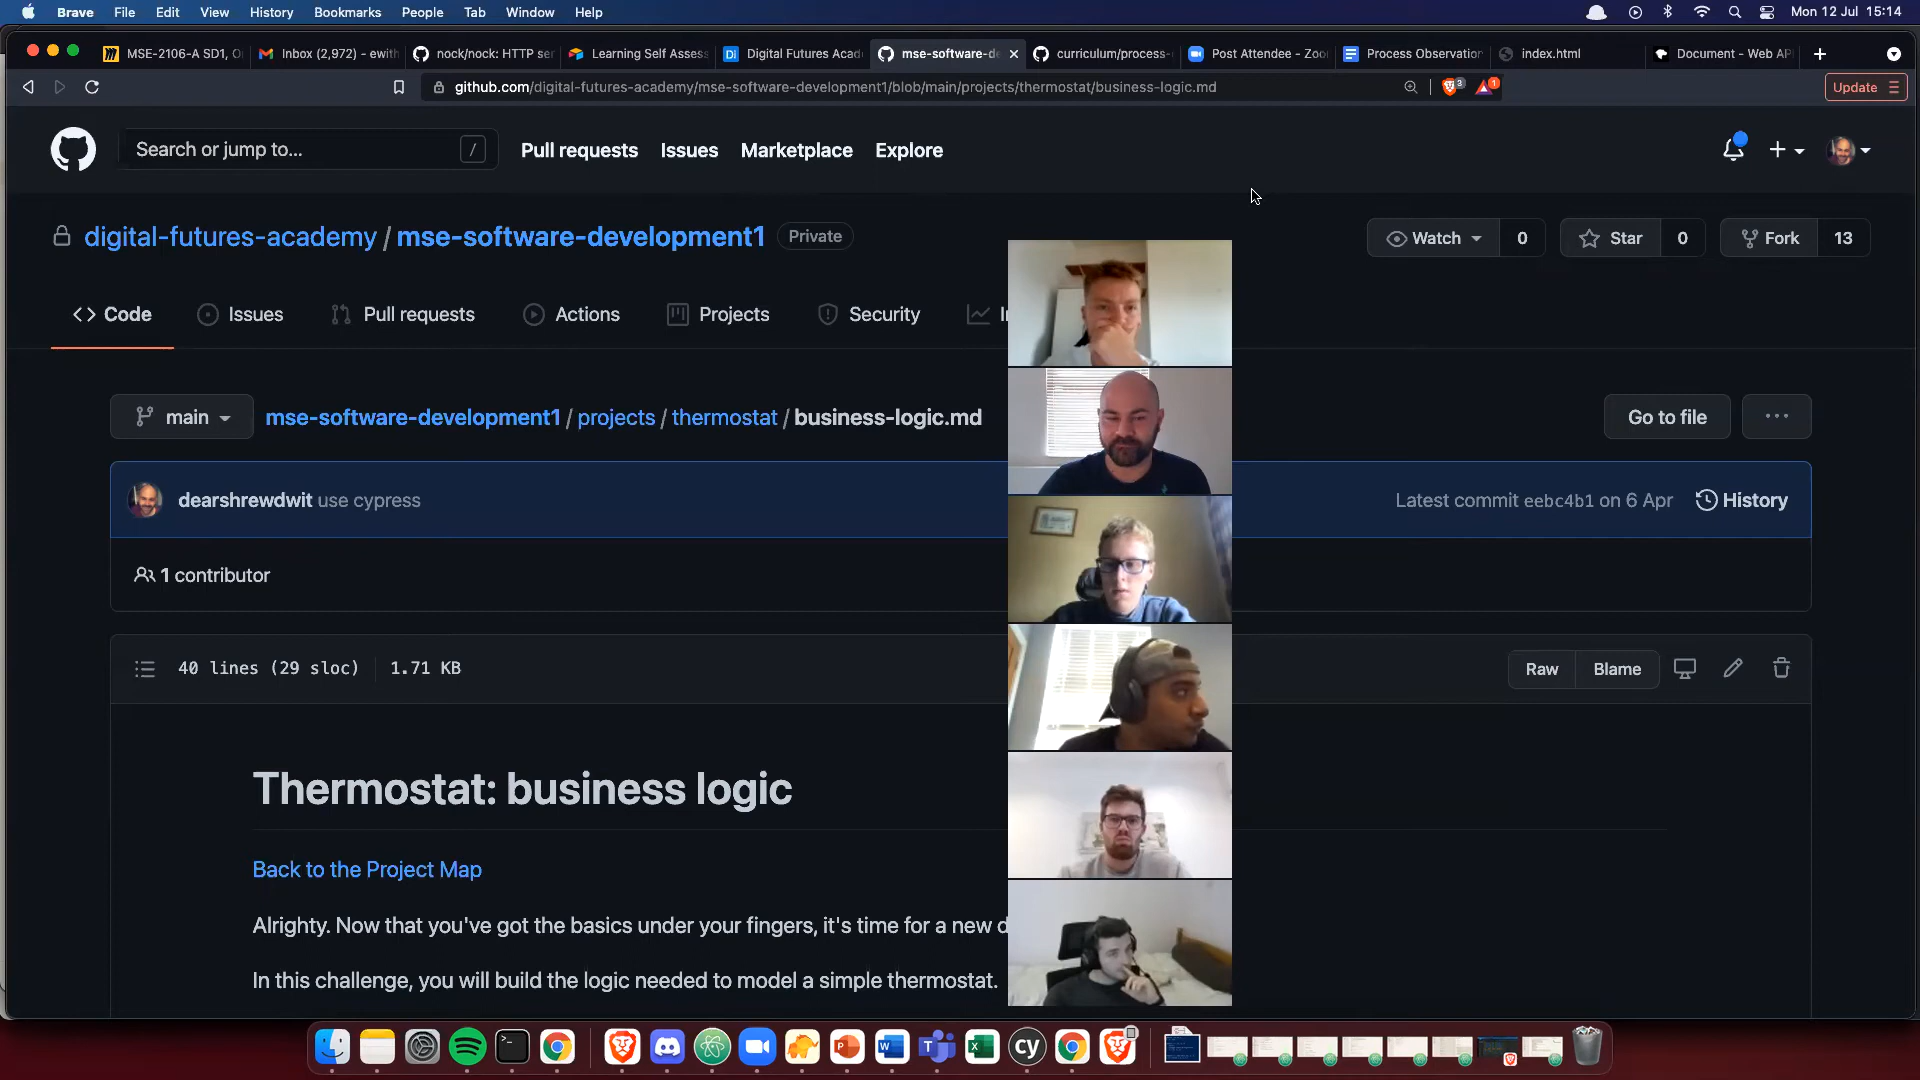 Brave File Edit View History Bookmarks People Tab Window Help Mon 12 Jul 15:14
MSE-2106-A SD1, O Inbox (2,972) - ewith nock/nock: HTTP ser Learning Self Assess Digital Futures Acad mse-software-de curriculum/process- Post Attendee - Zoo Process Observation index.html Document - Web AP
github.com/digital-futures-academy/mse-software-development1/blob/main/projects/thermostat/business-logic.md 3 1 Update
Search or jump to... / Pull requests Issues Marketplace Explore
digital-futures-academy / mse-software-development1 Private Watch 0 Star 0 Fork 13
Code Issues Pull requests Actions Projects Security
main mse-software-development1 / projects / thermostat / business-logic.md Go to file ...
dearshrewdwit use cypress Latest commit eebc4b1 on 6 Apr History
1 contributor
40 lines (29 sloc) 1.71 KB Raw Blame
Thermostat: business logic
Back to the Project Map
Alrighty. Now that you've got the basics under your fingers, it's time for a new d
In this challenge, you will build the logic needed to model a simple thermostat.